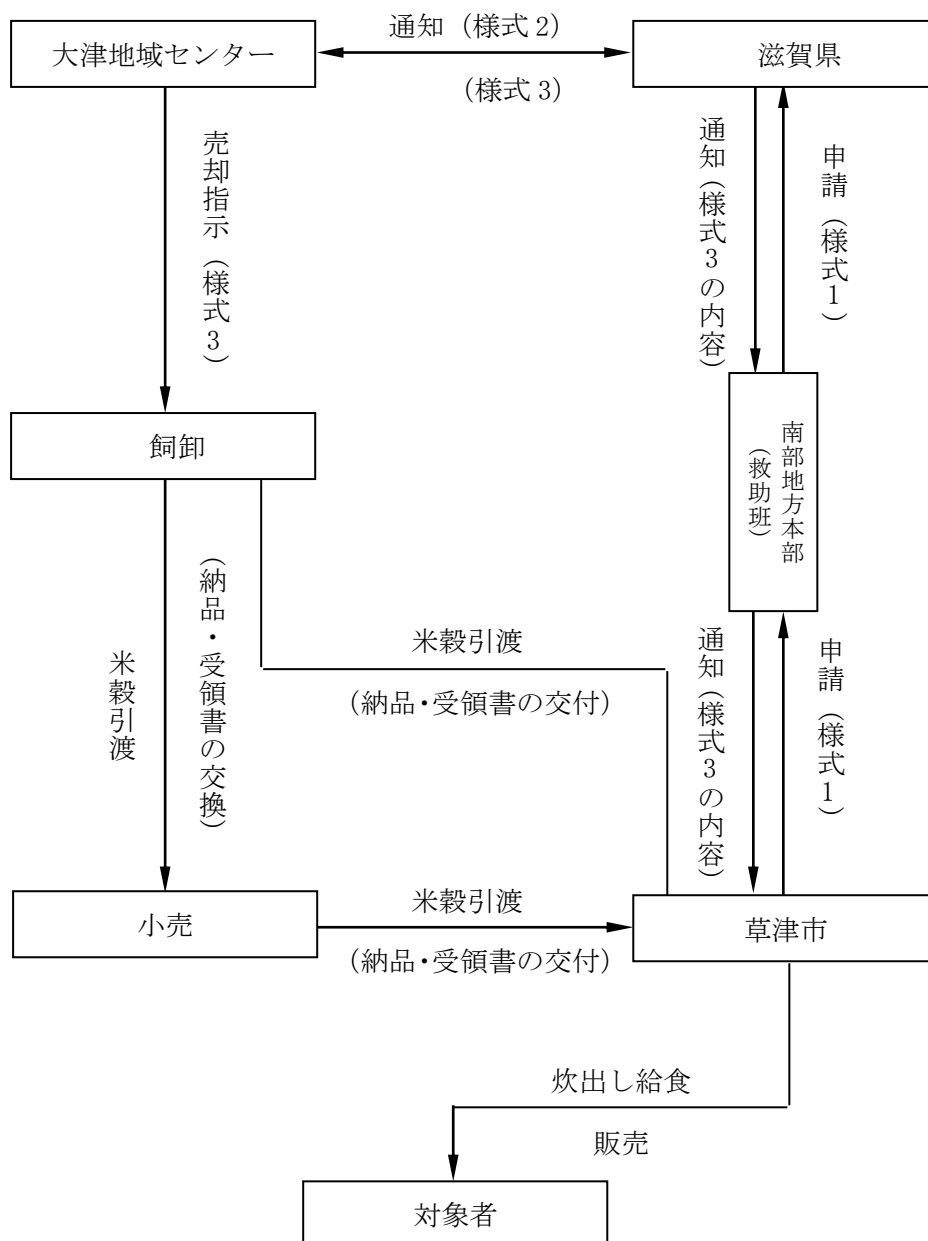 通知（様式2）
大津地域センター
滋賀県
（様式3）
売却指示（様式3）
通知（様式3の内容）
申請（様式1）
飼卸
南部地方本部
（救助班）
米穀引渡
（納品・受領書の交換）
米穀引渡
（納品・受領書の交付）
通知（様式3の内容）
申請（様式1）
小売
米穀引渡
（納品・受領書の交付）
草津市
炊出し給食
販売
対象者